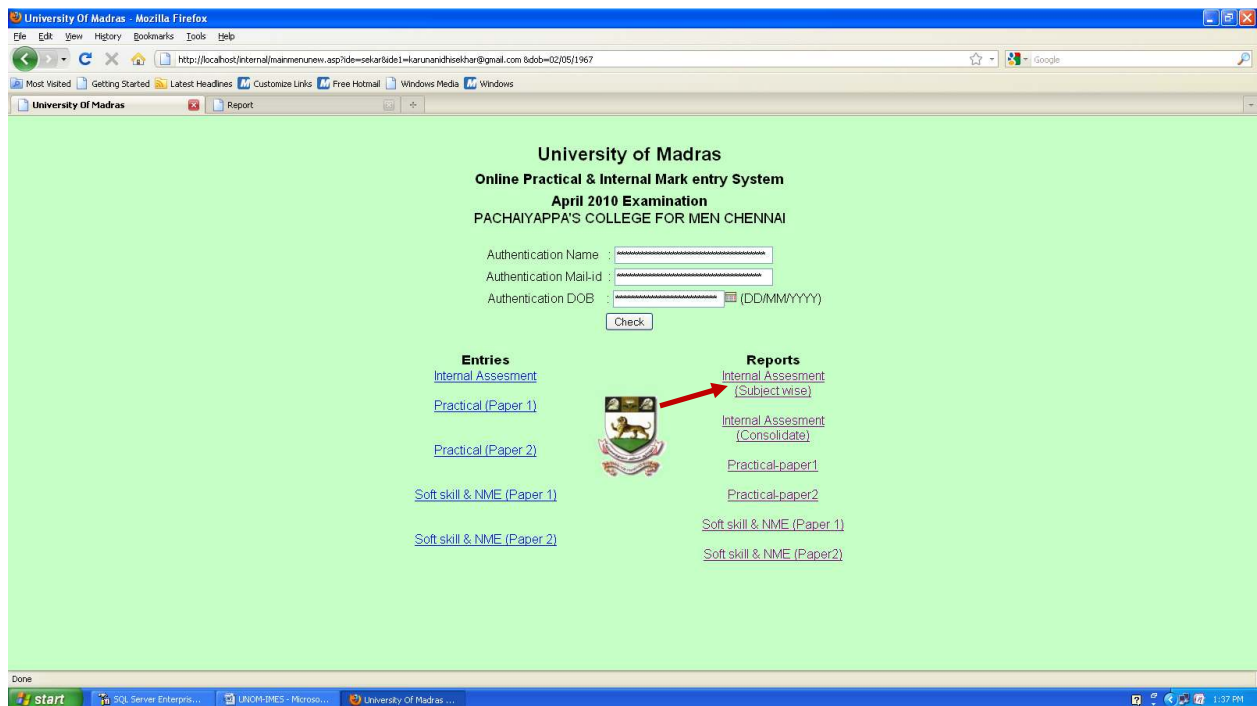 University Of Madras - Mozilla Firefox
File Edit View History Bookmarks Tools Help
http://localhost/internal/mainmenunew.asp?ide=sekar&ide1=karunanidhisekhar@gmail.com &dob=02/05/1967
Google
Most Visited Getting Started Latest Headlines Customize Links Free Hotmail Windows Media Windows
University Of Madras Report
University of Madras
Online Practical & Internal Mark entry System
April 2010 Examination
PACHAIYAPPA'S COLLEGE FOR MEN CHENNAI
Authentication Name :
Authentication Mail-id :
Authentication DOB : (DD/MM/YYYY)
Check
Entries
Internal Assesment
Practical (Paper 1)
Practical (Paper 2)
Soft skill & NME (Paper 1)
Soft skill & NME (Paper 2)
Reports
Internal Assesment
(Subject wise)
Internal Assesment
(Consolidate)
Practical-paper1
Practical-paper2
Soft skill & NME (Paper 1)
Soft skill & NME (Paper2)
Done
start SQL Server Enterpris... UNOM-IMES - Microso... University Of Madras ... 1:37 PM